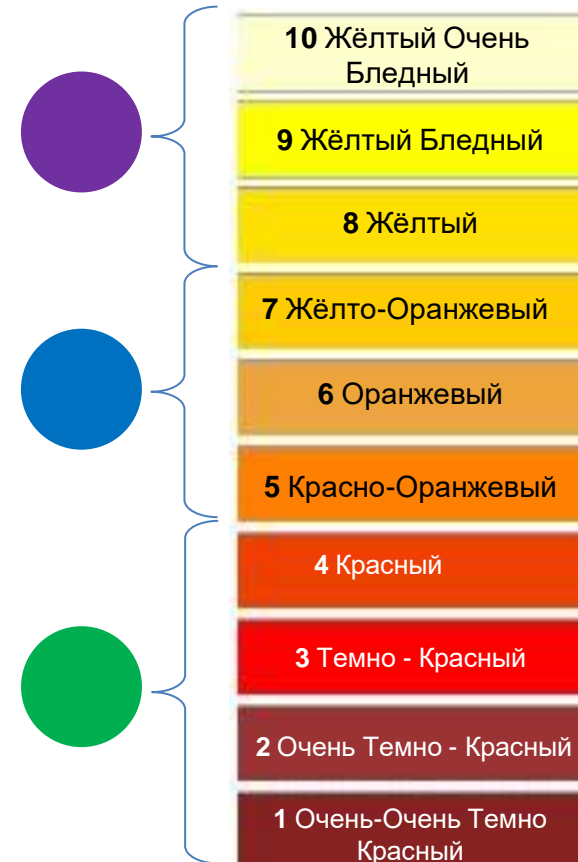 10 Жёлтый Очень
Бледный
9 Жёлтый Бледный
8 Жёлтый
7 Жёлто-Оранжевый
6 Оранжевый
5 Красно-Оранжевый
4 Красный
3 Темно - Красный
2 Очень Темно - Красный
1 Очень-Очень Темно
Красный